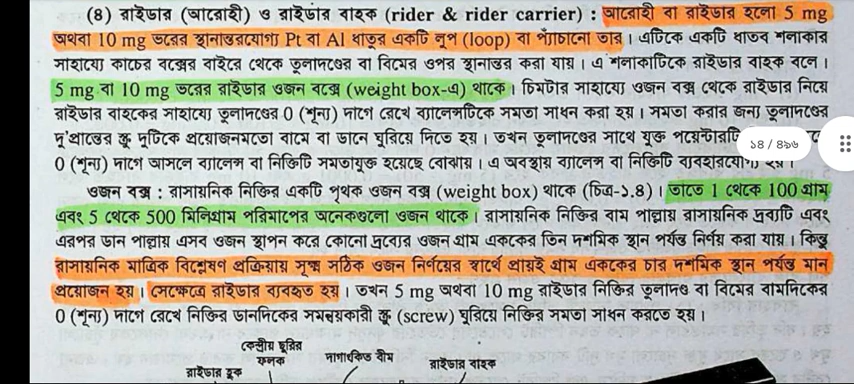 (৪) রাইডার (আরোহী) ও রাইডার বাহক (rider & rider carrier) : আরোহী বা রাইডার হলো 5 mg
অথবা 10 mg ভরের স্থানান্তরযোগ্য Pt বা Al ধাতুর একটি লুপ (loop) বা প্যাঁচানো তার। এটিকে একটি ধাতব শলাকার
সাহায্যে কাচের বক্সের বাইরে থেকে তুলাদণ্ডের বা বিমের ওপর স্থানান্তর করা যায়। এ শলাকাটিকে রাইডার বাহক বলে।
5 mg বা 10 mg ভরের রাইডার ওজন বক্সে (weight box-এ) থাকে। চিমটার সাহায্যে ওজন বক্স থেকে রাইডার নিয়ে
রাইডার বাহকের সাহায্যে তুলাদণ্ডের 0 (শূন্য) দাগে রেখে ব্যালেন্সটিকে সমতা সাধন করা হয়। সমতা করার জন্য তুলাদণ্ডের
দু'প্রান্তের স্ক্রু দুটিকে প্রয়োজনমতো বামে বা ডানে ঘুরিয়ে দিতে হয়। তখন তুলাদণ্ডের সাথে যুক্ত পয়েন্টারটি
0 (শূন্য) দাগে আসলে ব্যালেন্স বা নিক্তিটি সমতাযুক্ত হয়েছে বোঝায়। এ অবস্থায় ব্যালেন্স বা নিক্তিটি ব্যবহারযোগ্য হয়।
১৪ / ৪৯৬
ওজন বক্স : রাসায়নিক নিক্তির একটি পৃথক ওজন বক্স (weight box) থাকে (চিত্র-১.৪)। তাতে 1 থেকে 100 গ্রাম
এবং 5 থেকে 500 মিলিগ্রাম পরিমাপের অনেকগুলো ওজন থাকে। রাসায়নিক নিক্তির বাম পাল্লায় রাসায়নিক দ্রব্যটি এবং
এরপর ডান পাল্লায় এসব ওজন স্থাপন করে কোনো দ্রব্যের ওজন গ্রাম এককের তিন দশমিক স্থান পর্যন্ত নির্ণয় করা যায়। কিন্তু
রাসায়নিক মাত্রিক বিশ্লেষণ প্রক্রিয়ায় সূক্ষ্ম সঠিক ওজন নির্ণয়ের স্বার্থে প্রায়ই গ্রাম এককের চার দশমিক স্থান পর্যন্ত মান
প্রয়োজন হয়। সেক্ষেত্রে রাইডার ব্যবহৃত হয়। তখন 5 mg অথবা 10 mg রাইডার নিক্তির তুলাদণ্ড বা বিমের বামদিকের
0 (শূন্য) দাগে রেখে নিক্তির ডানদিকের সমন্বয়কারী স্ক্রু (screw) ঘুরিয়ে নিক্তির সমতা সাধন করতে হয়।
কেন্দ্রীয় ছুরির
ফলক
রাইডার হুক
দাগাংকিত বীম
রাইডার বাহক